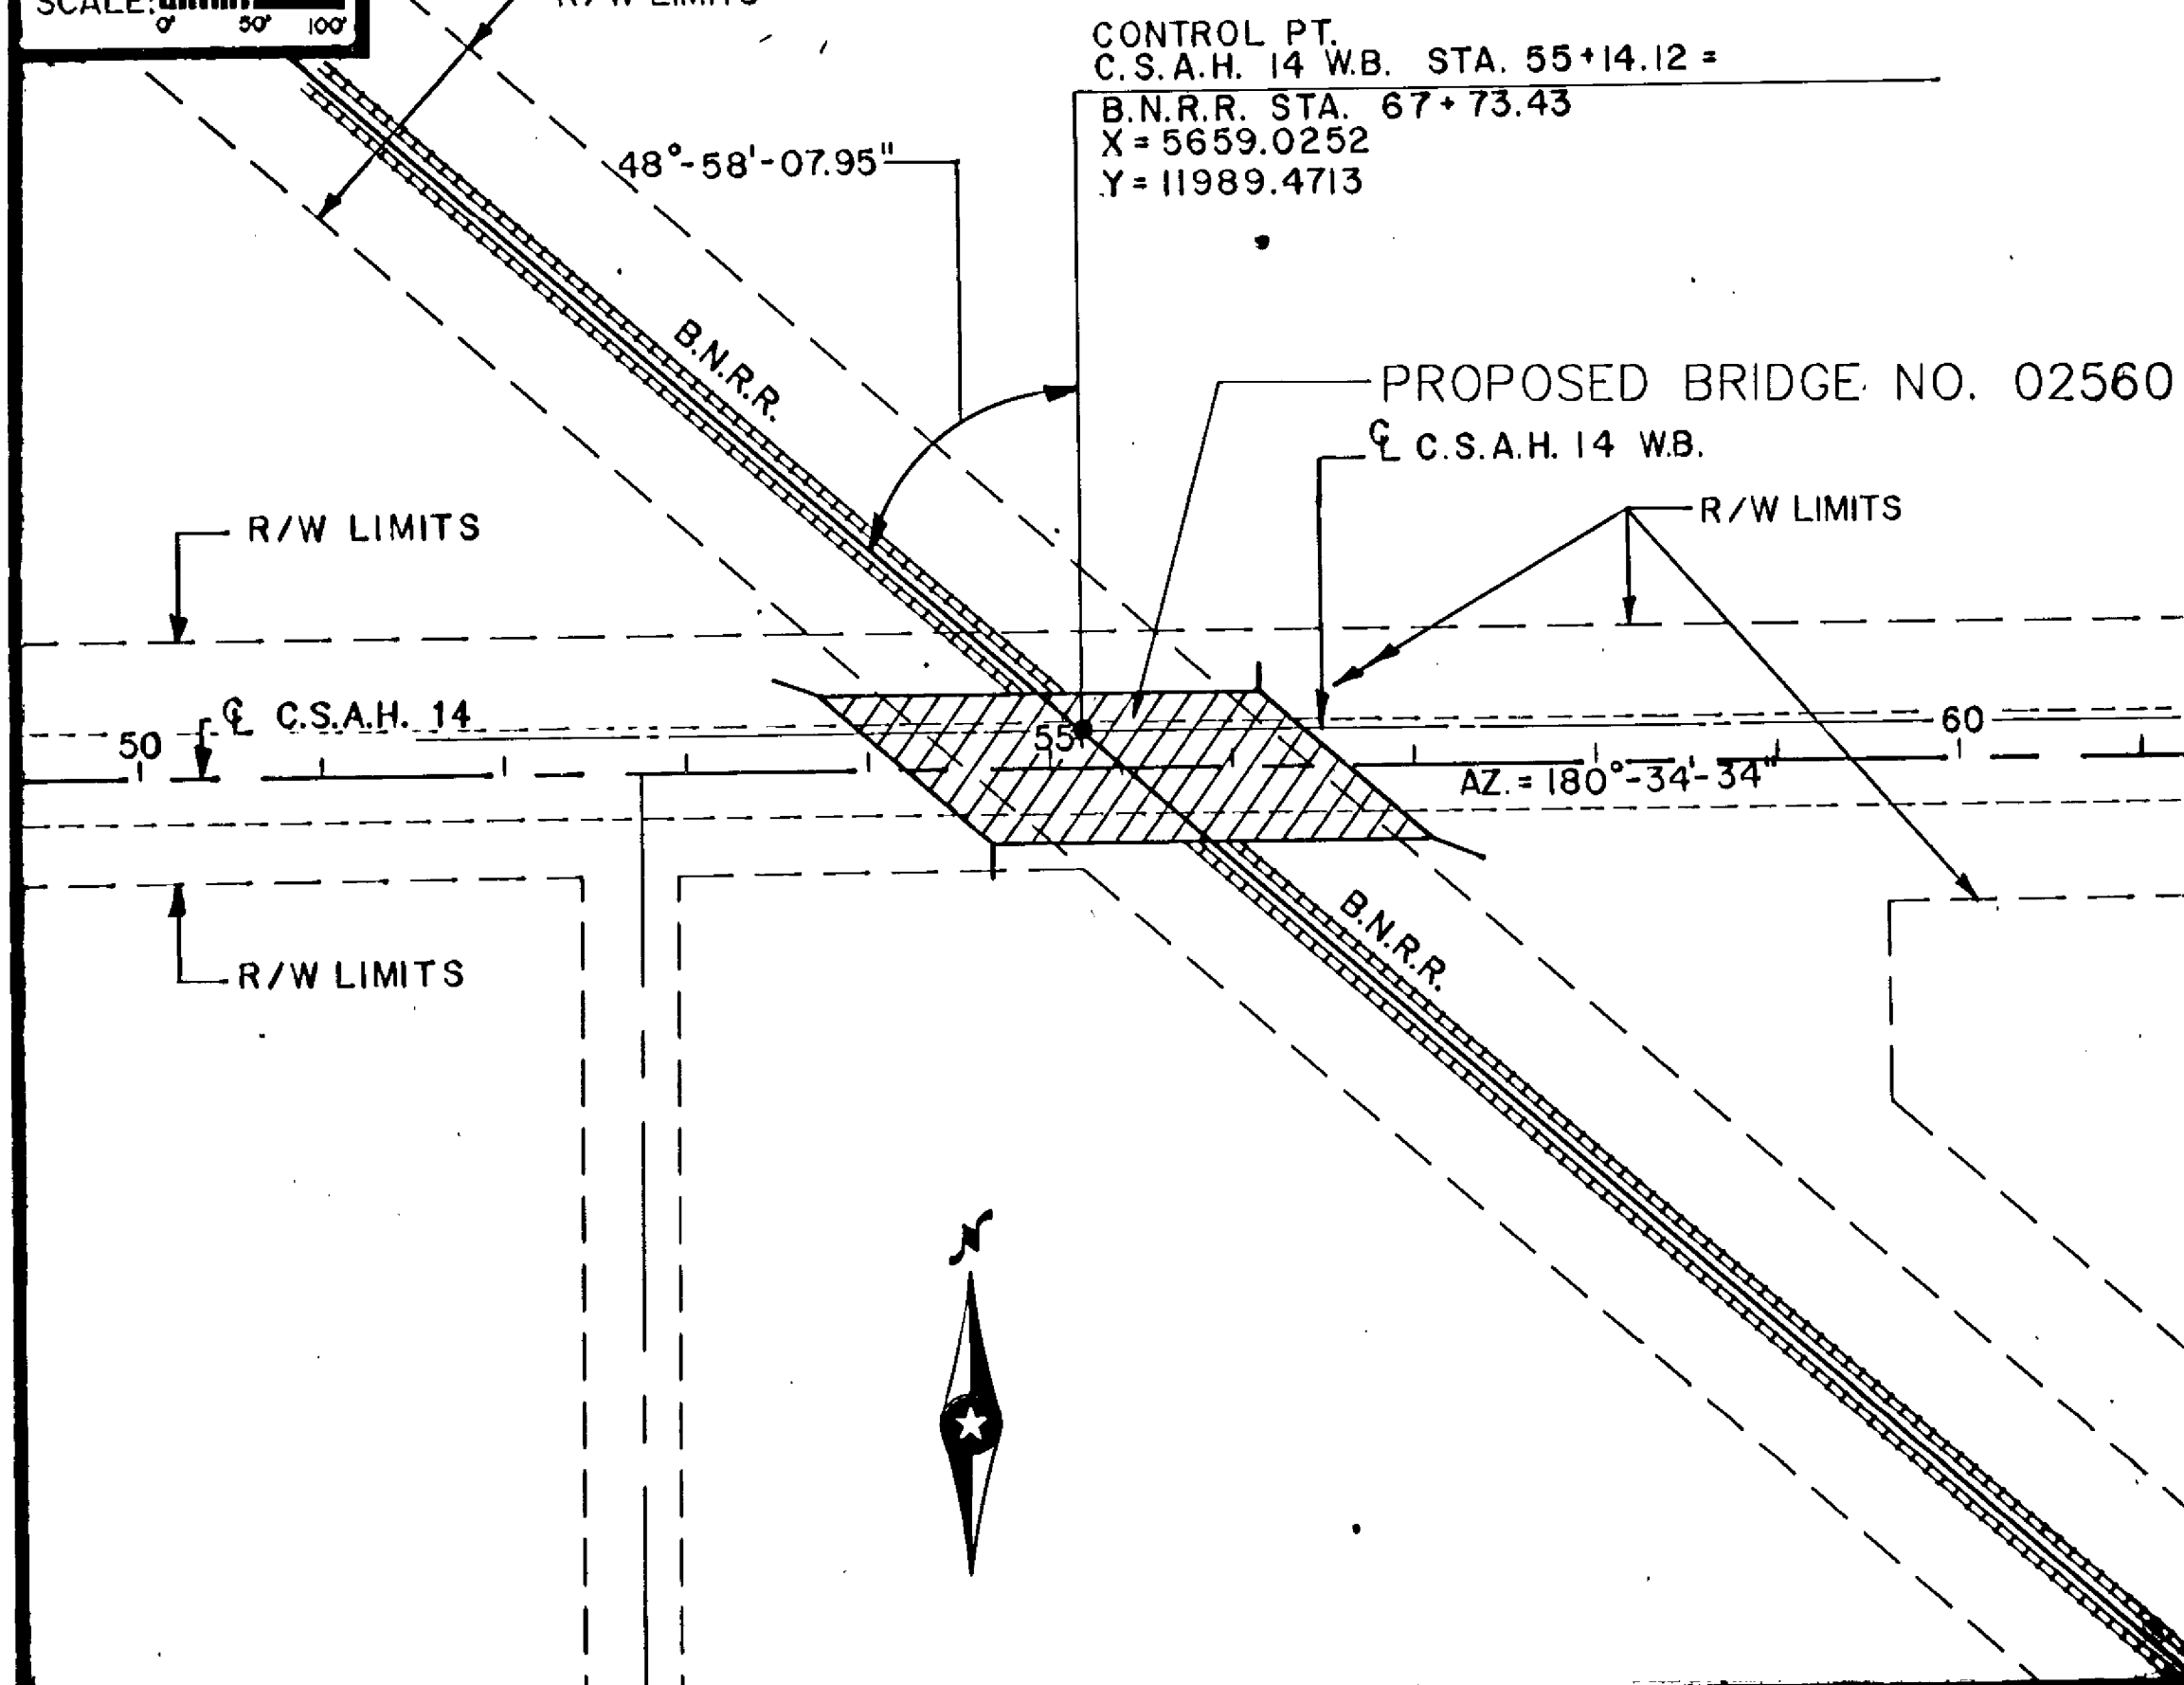 SCALE:
0' 50' 100'
R/W LIMITS
CONTROL PT.
C.S.A.H. 14 W.B. STA. 55+14.12 =
B.N.R.R. STA. 67+73.43
X = 5659.0252
Y = 11989.4713
48°-58'-07.95"
B.N.R.R.
PROPOSED BRIDGE NO. 02560
℄ C.S.A.H. 14 W.B.
R/W LIMITS
R/W LIMITS
℄ C.S.A.H. 14
50
55
60
AZ. = 180°-34'-34"
B.N.R.R.
R/W LIMITS
N